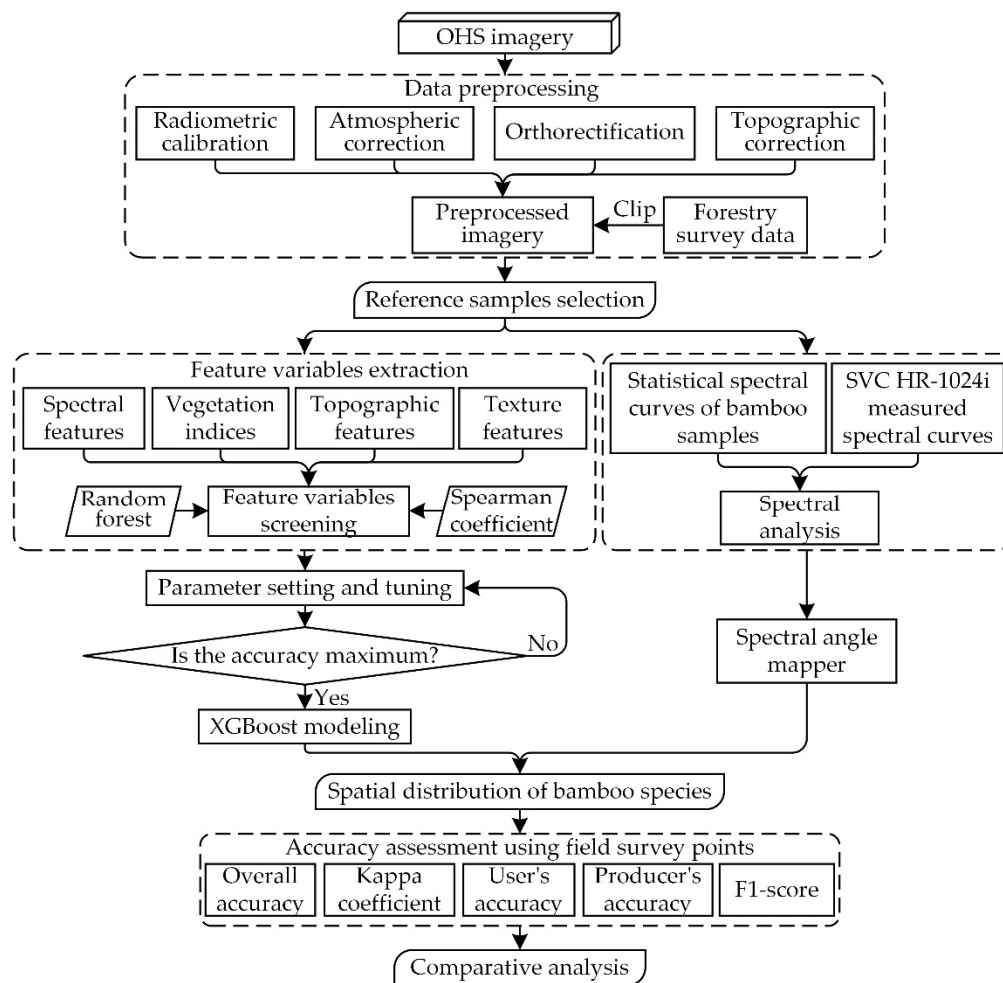 OHS imagery
Data preprocessing
Radiometric
calibration
Atmospheric
correction
Orthorectification
Topographic
correction
Preprocessed
imagery
Clip
Forestry
survey data
Reference samples selection
Feature variables extraction
Spectral
features
Vegetation
indices
Topographic
features
Texture
features
Random
forest
Feature variables
screening
Spearman
coefficient
Statistical spectral
curves of bamboo
samples
SVC HR-1024i
measured
spectral curves
Spectral
analysis
Parameter setting and tuning
Is the accuracy maximum?
No
Yes
XGBoost modeling
Spectral angle
mapper
Spatial distribution of bamboo species
Accuracy assessment using field survey points
Overall
accuracy
Kappa
coefficient
User's
accuracy
Producer's
accuracy
F1-score
Comparative analysis